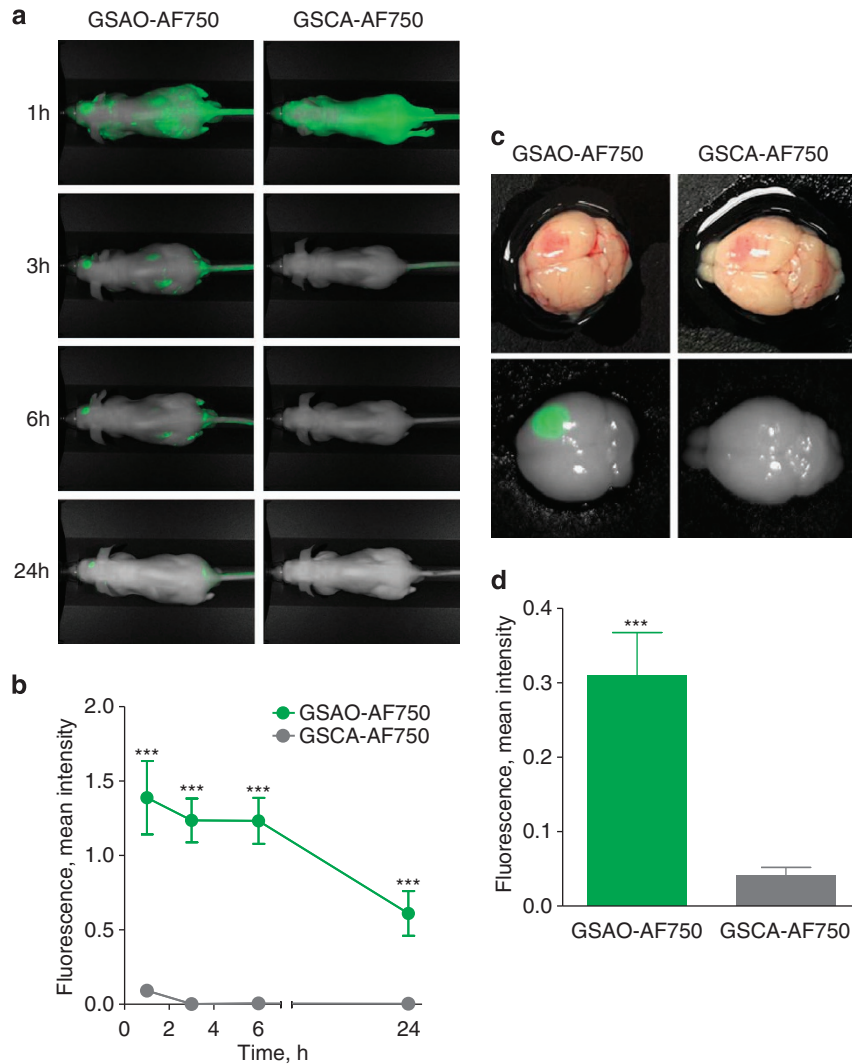 a
GSAO-AF750 GSCA-AF750
1h
3h
6h
24h
b
Fluorescence, mean intensity
2.0
1.5
1.0
0.5
0.0
GSAO-AF750
GSCA-AF750
***
***
***
***
0 2 4 6 24
Time, h
c
GSAO-AF750 GSCA-AF750
d
Fluorescence, mean intensity
0.4
0.3
0.2
0.1
0.0
***
GSAO-AF750 GSCA-AF750